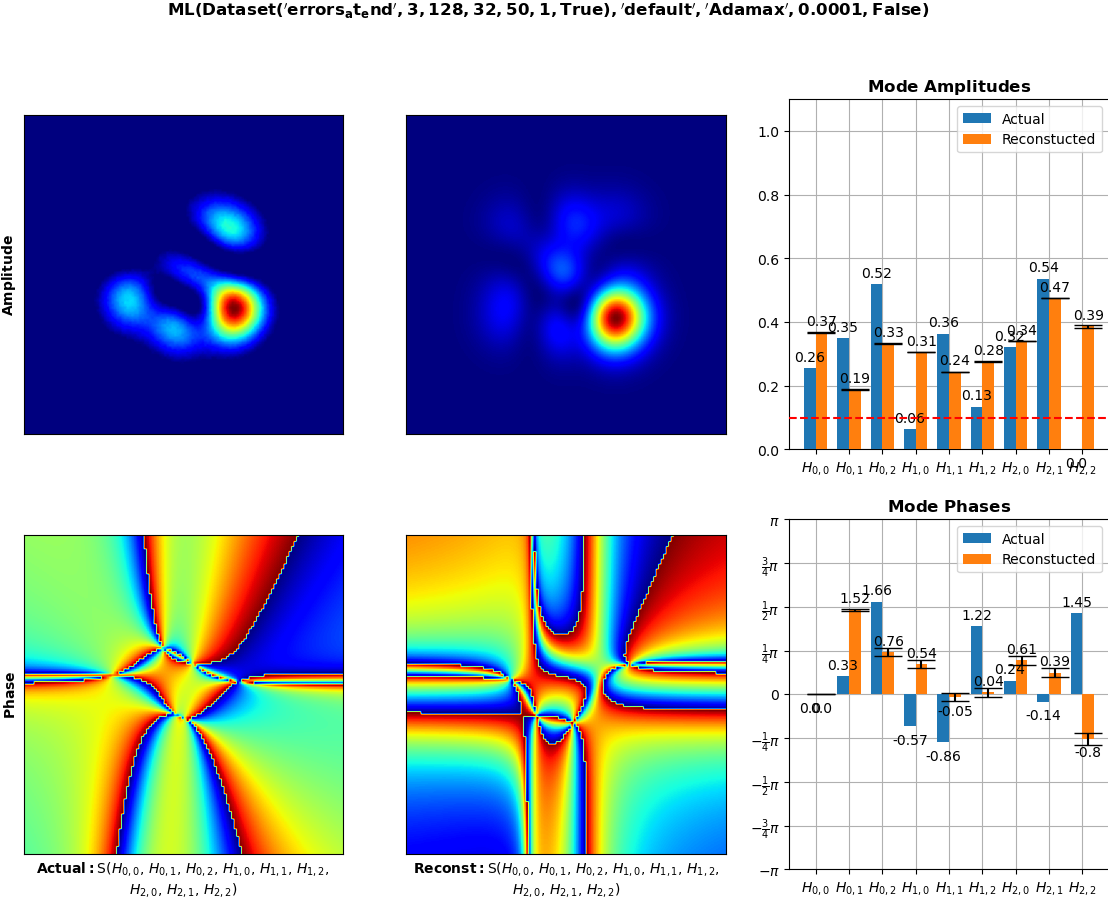 ML(Dataset('errors_at_end', 3, 128, 32, 50, 1, True), 'default', 'Adamax', 0.0001, False)
Amplitude
Mode Amplitudes
Actual
Reconstucted
1.0
0.8
0.6
0.4
0.2
0.0
0.26
0.37
0.35
0.19
0.52
0.33
0.06
0.31
0.36
0.24
0.13
0.28
0.32
0.34
0.54
0.47
0.0
0.39
H0,0 H0,1 H0,2 H1,0 H1,1 H1,2 H2,0 H2,1 H2,2
Phase
Actual: S(H0,0, H0,1, H0,2, H1,0, H1,1, H1,2,
H2,0, H2,1, H2,2)
Reconst: S(H0,0, H0,1, H0,2, H1,0, H1,1, H1,2,
H2,0, H2,1, H2,2)
Mode Phases
Actual
Reconstucted
π
3/4π
1/2π
1/4π
0
−1/4π
−1/2π
−3/4π
−π
0.0
0.0
0.33
1.52
1.66
0.76
-0.57
0.54
-0.86
-0.05
1.22
0.04
0.24
0.61
-0.14
0.39
1.45
-0.8
H0,0 H0,1 H0,2 H1,0 H1,1 H1,2 H2,0 H2,1 H2,2